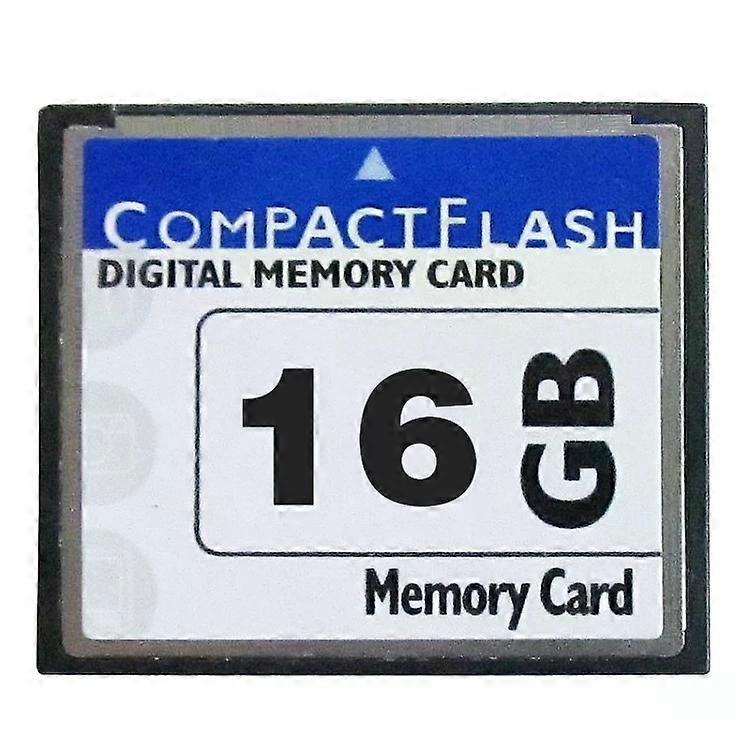 COMPACTFLASH
DIGITAL MEMORY CARD
16 GB
Memory Card